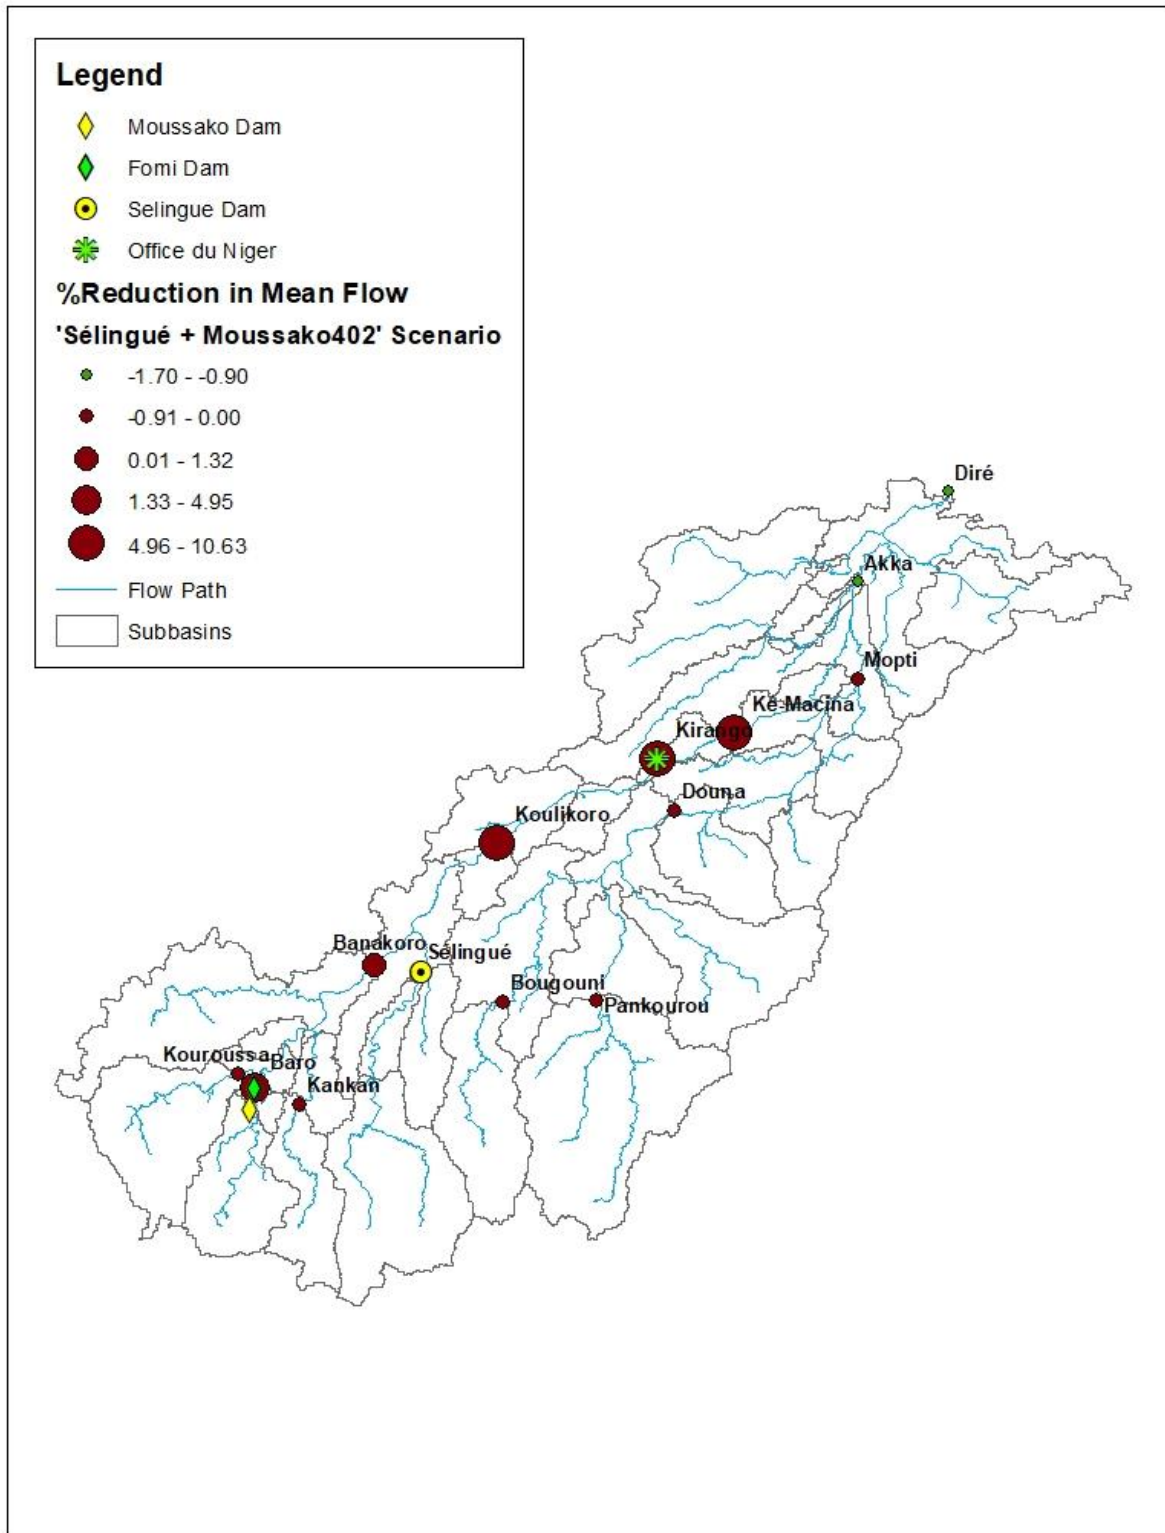 Legend
Moussako Dam
Fomi Dam
Selingue Dam
Office du Niger
%Reduction in Mean Flow
'Sélingué + Moussako402' Scenario
-1.70 - -0.90
-0.91 - 0.00
0.01 - 1.32
1.33 - 4.95
4.96 - 10.63
Flow Path
Subbasins
Diré
Akka
Mopti
Kê-Macina
Kirango
Douna
Koulikoro
Banakoro
Sélingué
Bougouni
Pankourou
Kouroussa
Baro
Kankan